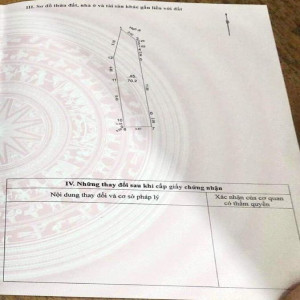 III. Sơ đồ thửa đất, nhà ở và tài sản khác gắn liền với đất
IV. Những thay đổi sau khi cấp giấy chứng nhận
Nội dung thay đổi và cơ sở pháp lý
Xác nhận của cơ quan
có thẩm quyền